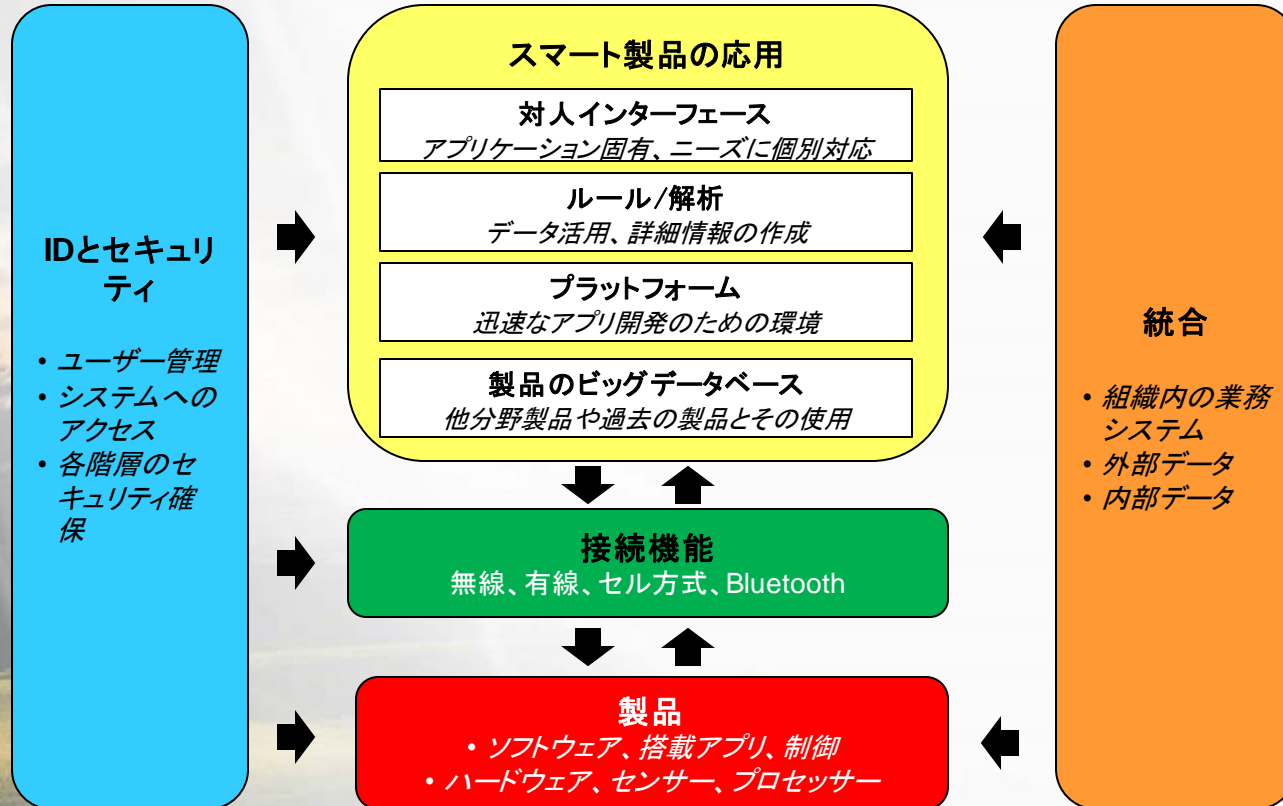 IDとセキュリ
ティ
• ユーザー管理
• システムへの
アクセス
• 各階層のセ
キュリティ確
保
スマート製品の応用
対人インターフェース
アプリケーション固有、ニーズに個別対応
ルール/解析
データ活用、詳細情報の作成
プラットフォーム
迅速なアプリ開発のための環境
製品のビッグデータベース
他分野製品や過去の製品とその使用
接続機能
無線、有線、セル方式、Bluetooth
製品
• ソフトウェア、搭載アプリ、制御
• ハードウェア、センサー、プロセッサー
統合
• 組織内の業務
システム
• 外部データ
• 内部データ